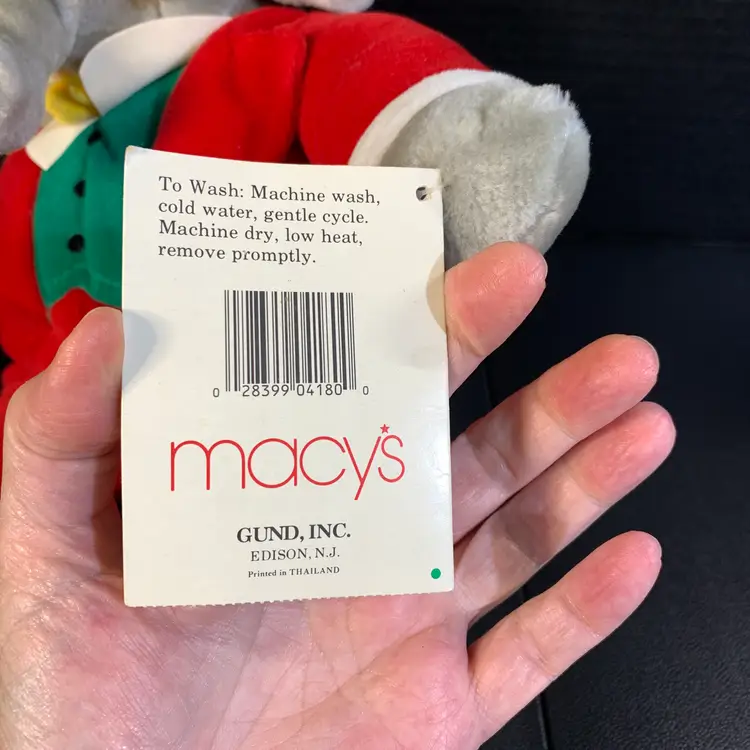 To Wash: Machine wash,
cold water, gentle cycle.
Machine dry, low heat,
remove promptly.
0 28399 04180 0
macy's
GUND, INC.
EDISON, N.J.
Printed in THAILAND